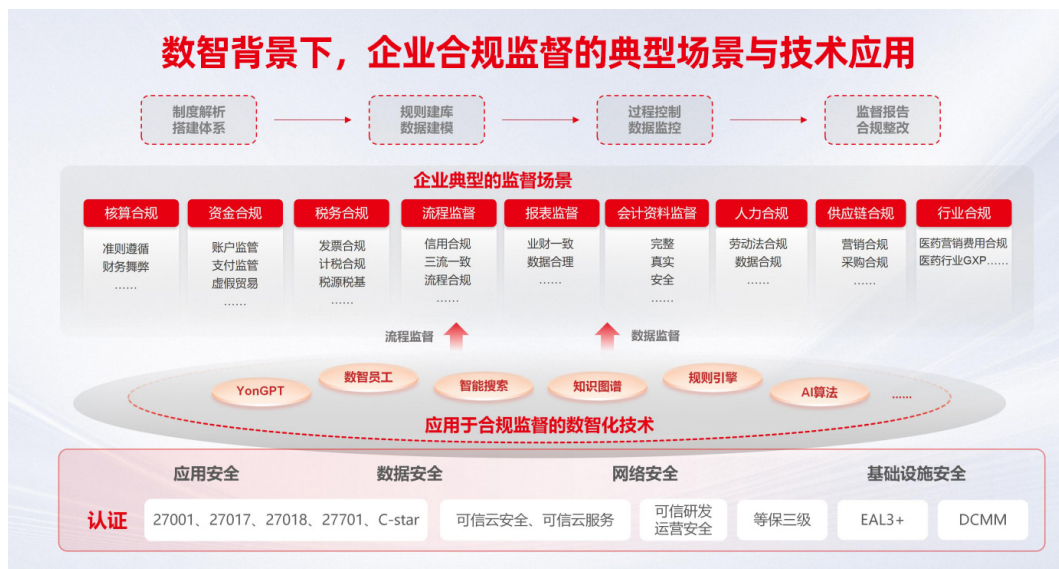 数智背景下，企业合规监督的典型场景与技术应用
制度解析
搭建体系
规则建库
数据建模
过程控制
数据监控
监督报告
合规整改
企业典型的监督场景
核算合规
准则遵循
财务舞弊
……
资金合规
账户监管
支付监管
虚假贸易
……
税务合规
发票合规
计税合规
税源税基
……
流程监督
信用合规
三流一致
流程合规
……
报表监督
业财一致
数据合理
……
会计资料监督
完整
真实
安全
……
人力合规
劳动法合规
数据合规
……
供应链合规
营销合规
采购合规
……
行业合规
医药营销费用合规
医药行业GXP……
流程监督
数据监督
YonGPT
数智员工
智能搜索
知识图谱
规则引擎
AI算法
……
应用于合规监督的数智化技术
应用安全
数据安全
网络安全
基础设施安全
认证
27001、27017、27018、27701、C-star
可信云安全、可信云服务
可信研发
运营安全
等保三级
EAL3+
DCMM